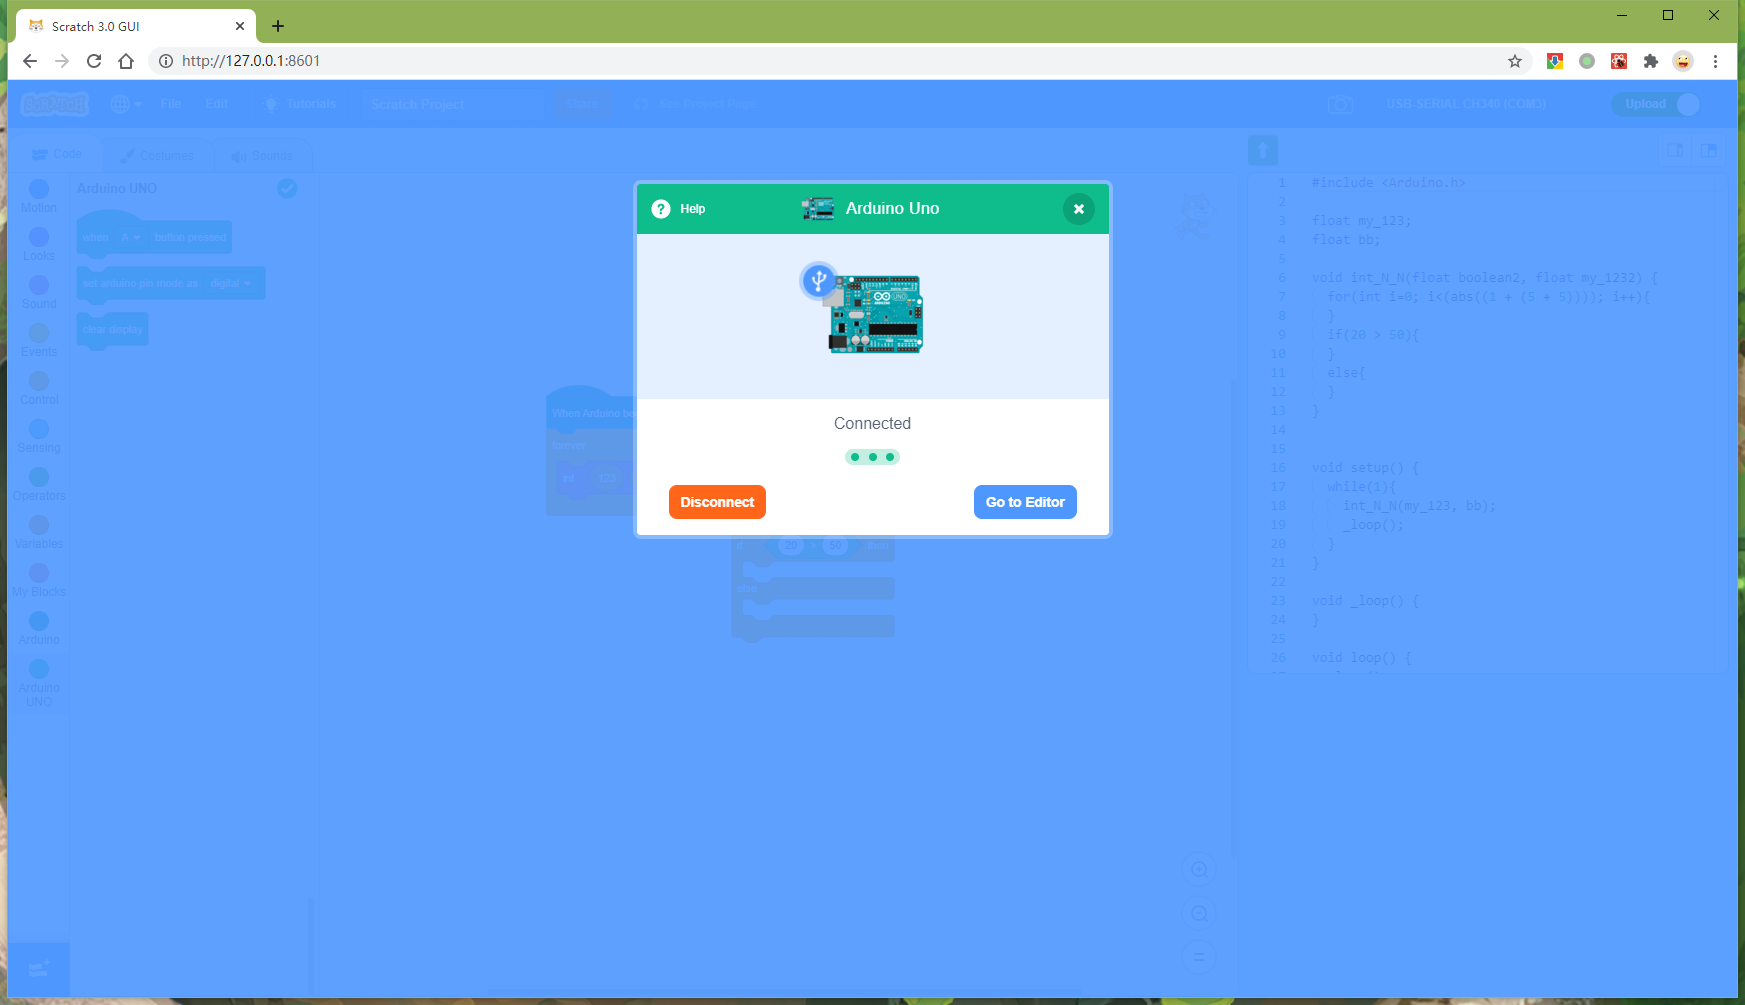 Scratch 3.0 GUI
http://127.0.0.1:8601
SCRATCH
File
Edit
Tutorials
Scratch Project
Share
See Project Page
USB-SERIAL CH340 (COM3)
Upload
Code
Costumes
Sounds
Motion
Looks
Sound
Events
Control
Sensing
Operators
Variables
My Blocks
Arduino
Arduino
UNO
Arduino UNO
when A button pressed
set arduino pin mode as digital
clear display
When Arduino be
forever
int 123
20 > 50
else
Help
Arduino Uno
Connected
Disconnect
Go to Editor
1 #include <Arduino.h>
2
3 float my_123;
4 float bb;
5
6 void int_N_N(float boolean2, float my_1232) {
7 for(int i=0; i<(abs((1 + (5 + 5)))); i++){
8 }
9 if(20 > 50){
10 }
11 else{
12 }
13 }
14
15
16 void setup() {
17 while(1){
18 int_N_N(my_123, bb);
19 _loop();
20 }
21 }
22
23 void _loop() {
24 }
25
26 void loop() {